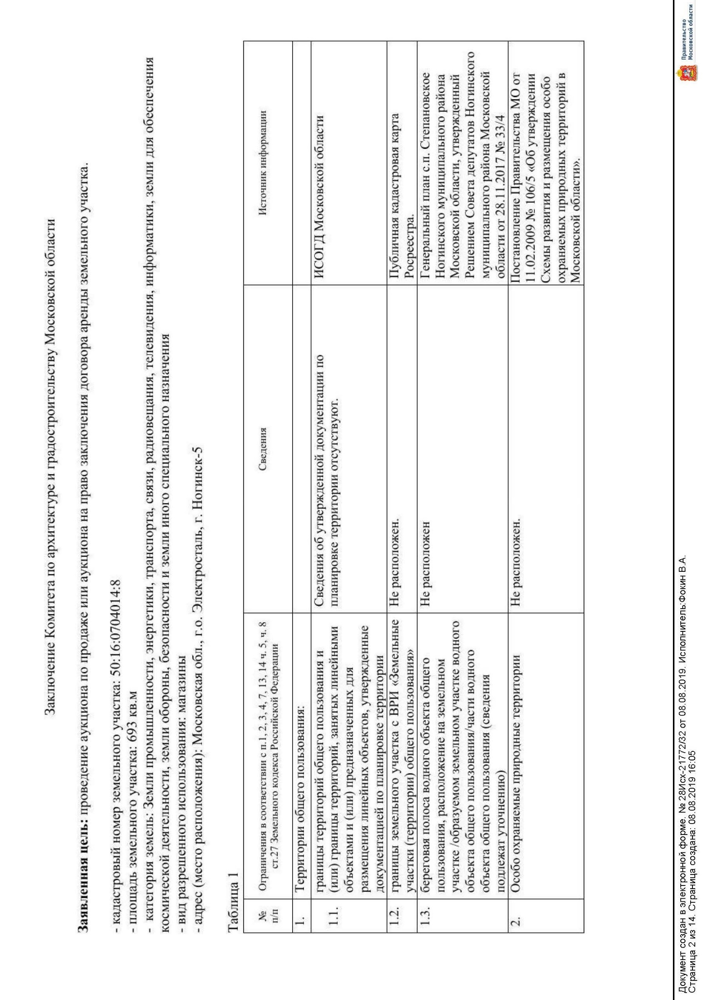 Заключение Комитета по архитектуре и градостроительству Московской области
Заявленная цель: проведение аукциона по продаже или аукциона на право заключения договора аренды земельного участка.
- кадастровый номер земельного участка: 50:16:0704014:8
- площадь земельного участка: 693 кв.м
- категория земель: Земли промышленности, энергетики, транспорта, связи, радиовещания, телевидения, информатики, земли для обеспечения
космической деятельности, земли обороны, безопасности и земли иного специального назначения
- вид разрешенного использования: магазины
- адрес (место расположения): Московская обл., г.о. Электросталь, г. Ногинск-5
Таблица 1
№
п/п
Ограничения в соответствии с п.1, 2, 3, 4, 7, 13, 14 ч. 5, ч. 8
ст.27 Земельного кодекса Российской Федерации
Сведения
Источник информации
1.
Территории общего пользования:
1.1.
границы территорий общего пользования и
(или) границы территорий, занятых линейными
объектами и (или) предназначенных для
размещения линейных объектов, утвержденные
документацией по планировке территории
Сведения об утвержденной документации по
планировке территории отсутствуют.
ИСОГД Московской области
1.2.
границы земельного участка с ВРИ «Земельные
участки (территории) общего пользования»
Не расположен.
Публичная кадастровая карта
Росреестра.
1.3.
береговая полоса водного объекта общего
пользования, расположение на земельном
участке /образуемом земельном участке водного
объекта общего пользования/части водного
объекта общего пользования (сведения
подлежат уточнению)
Не расположен
Генеральный план с.п. Степановское
Ногинского муниципального района
Московской области, утвержденный
Решением Совета депутатов Ногинского
муниципального района Московской
области от 28.11.2017 № 33/4
2.
Особо охраняемые природные территории
Не расположен.
Постановление Правительства МО от
11.02.2009 № 106/5 «Об утверждении
Схемы развития и размещения особо
охраняемых природных территорий в
Московской области».
Документ создан в электронной форме. № 28Исх-21772/32 от 08.08.2019. Исполнитель:Фокин В.А.
Страница 2 из 14. Страница создана: 08.08.2019 16:05
Правительство
Московской области